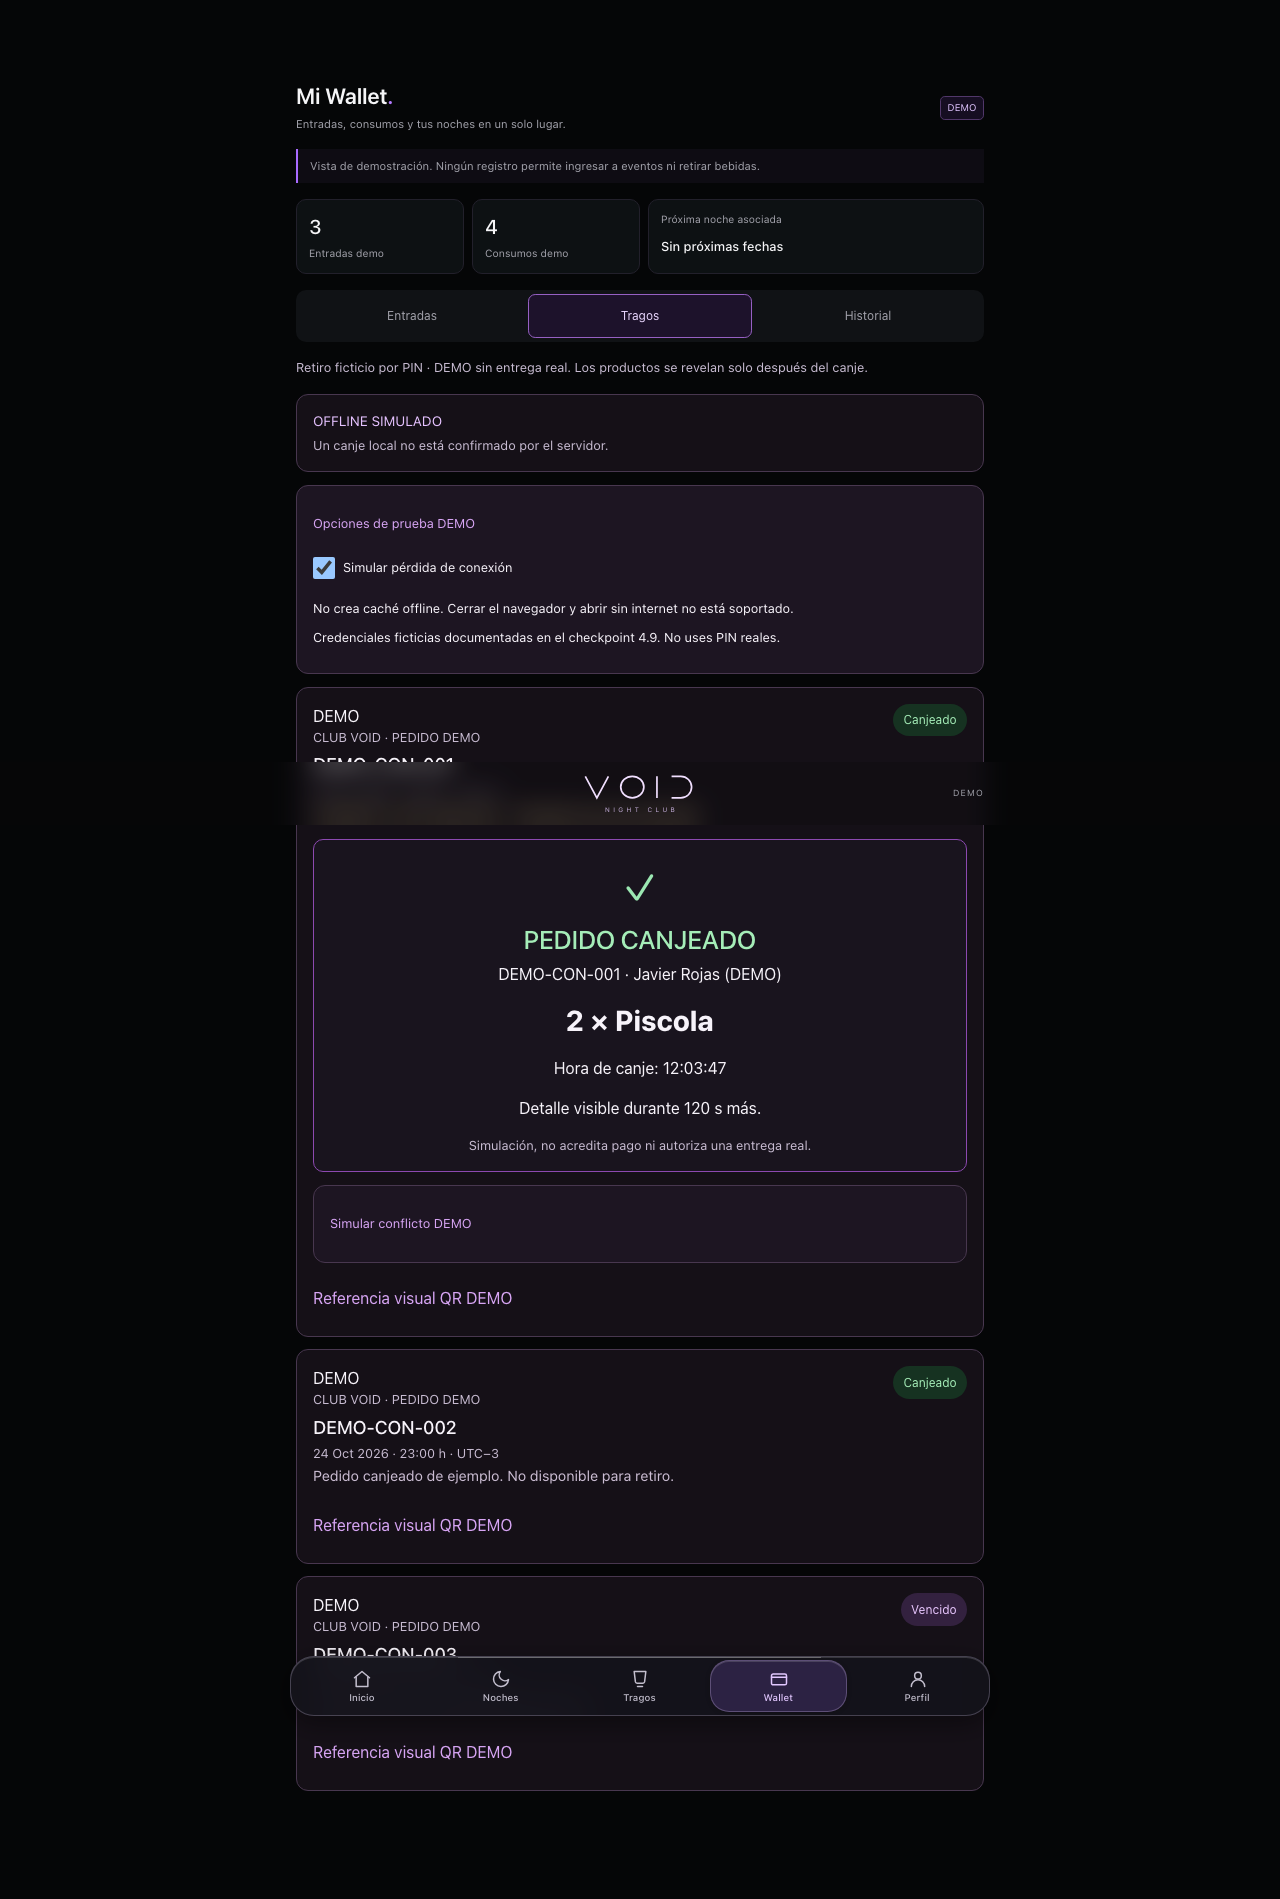 Mi Wallet.
Entradas, consumos y tus noches en un solo lugar.
DEMO
Vista de demostración. Ningún registro permite ingresar a eventos ni retirar bebidas.
3
Entradas demo
4
Consumos demo
Próxima noche asociada
Sin próximas fechas
Entradas
Tragos
Historial
Retiro ficticio por PIN · DEMO sin entrega real. Los productos se revelan solo después del canje.
OFFLINE SIMULADO
Un canje local no está confirmado por el servidor.
Opciones de prueba DEMO
Simular pérdida de conexión
No crea caché offline. Cerrar el navegador y abrir sin internet no está soportado.
Credenciales ficticias documentadas en el checkpoint 4.9. No uses PIN reales.
DEMO
Canjeado
CLUB VOID · PEDIDO DEMO
DEMO-CON-001
VOID
NIGHT CLUB
DEMO
PEDIDO CANJEADO
DEMO-CON-001 · Javier Rojas (DEMO)
2 × Piscola
Hora de canje: 12:03:47
Detalle visible durante 120 s más.
Simulación, no acredita pago ni autoriza una entrega real.
Simular conflicto DEMO
Referencia visual QR DEMO
DEMO
Canjeado
CLUB VOID · PEDIDO DEMO
DEMO-CON-002
24 Oct 2026 · 23:00 h · UTC−3
Pedido canjeado de ejemplo. No disponible para retiro.
Referencia visual QR DEMO
DEMO
Vencido
CLUB VOID · PEDIDO DEMO
DEMO-CON-003
Inicio
Noches
Tragos
Wallet
Perfil
Referencia visual QR DEMO